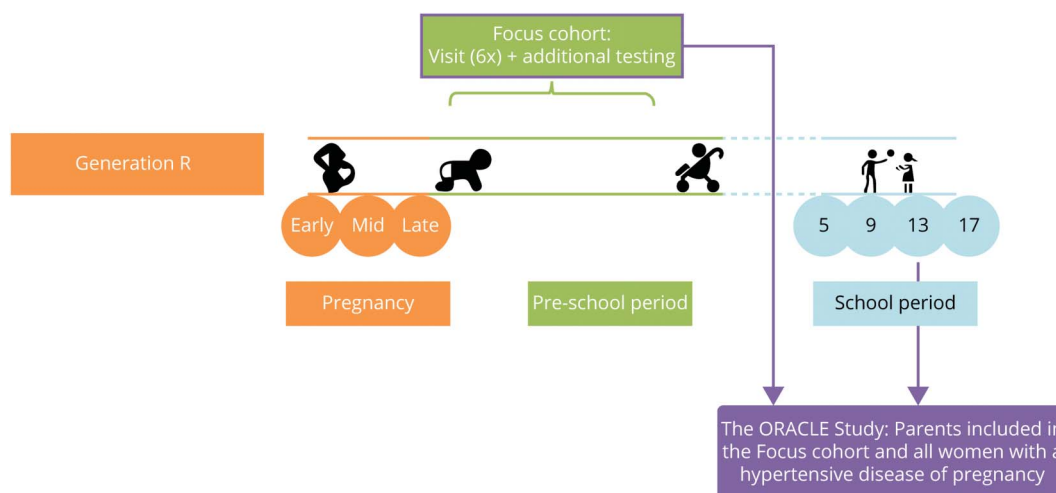 Focus cohort:
Visit (6x) + additional testing
Generation R
Early
Mid
Late
5
9
13
17
Pregnancy
Pre-school period
School period
The ORACLE Study: Parents included i
the Focus cohort and all women with a
hypertensive disease of pregnancy